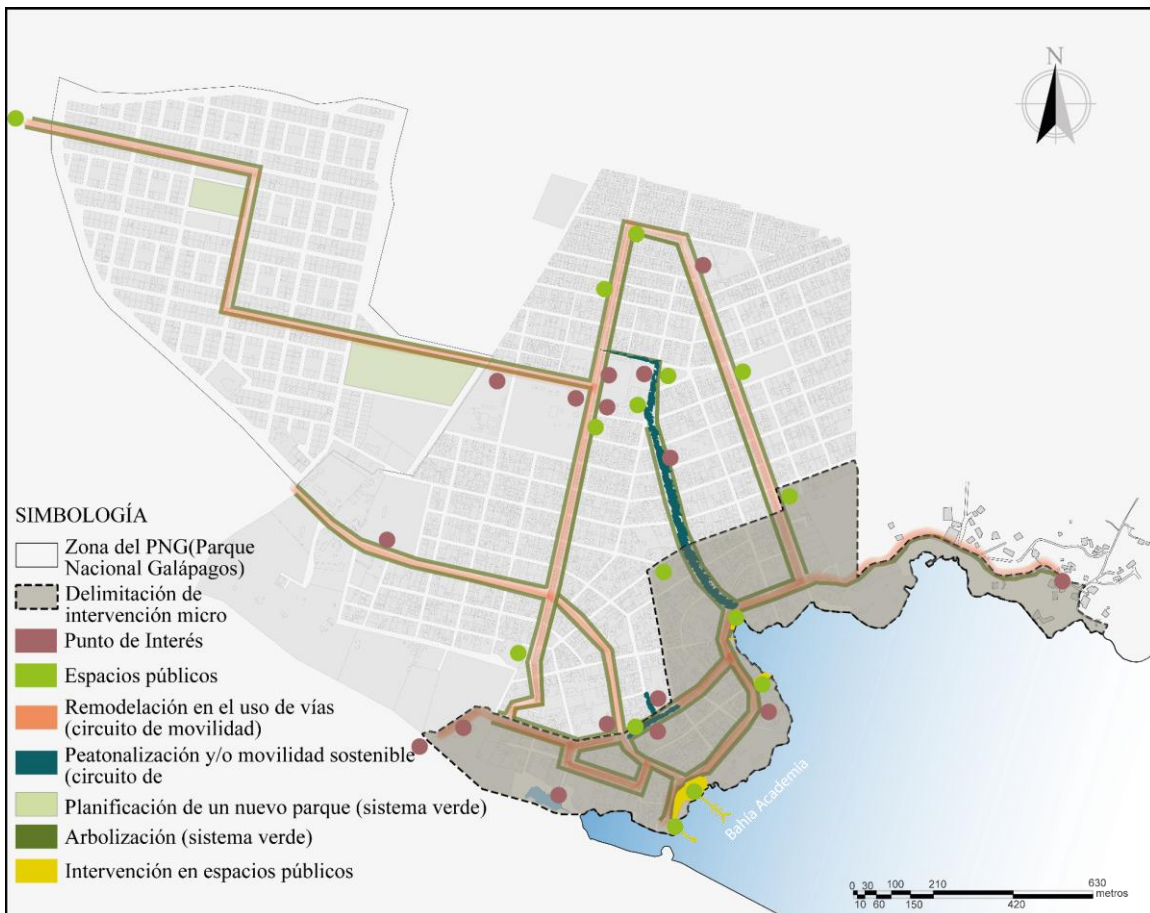 N
SIMBOLOGÍA
Zona del PNG(Parque
Nacional Galápagos)
Delimitación de
intervención micro
Punto de Interés
Espacios públicos
Remodelación en el uso de vías
(circuito de movilidad)
Peatonalización y/o movilidad sostenible
(circuito de
Planificación de un nuevo parque (sistema verde)
Arbolización (sistema verde)
Intervención en espacios públicos
Bahía Academia
0 30 100 210 630
metros
10 60 150 420